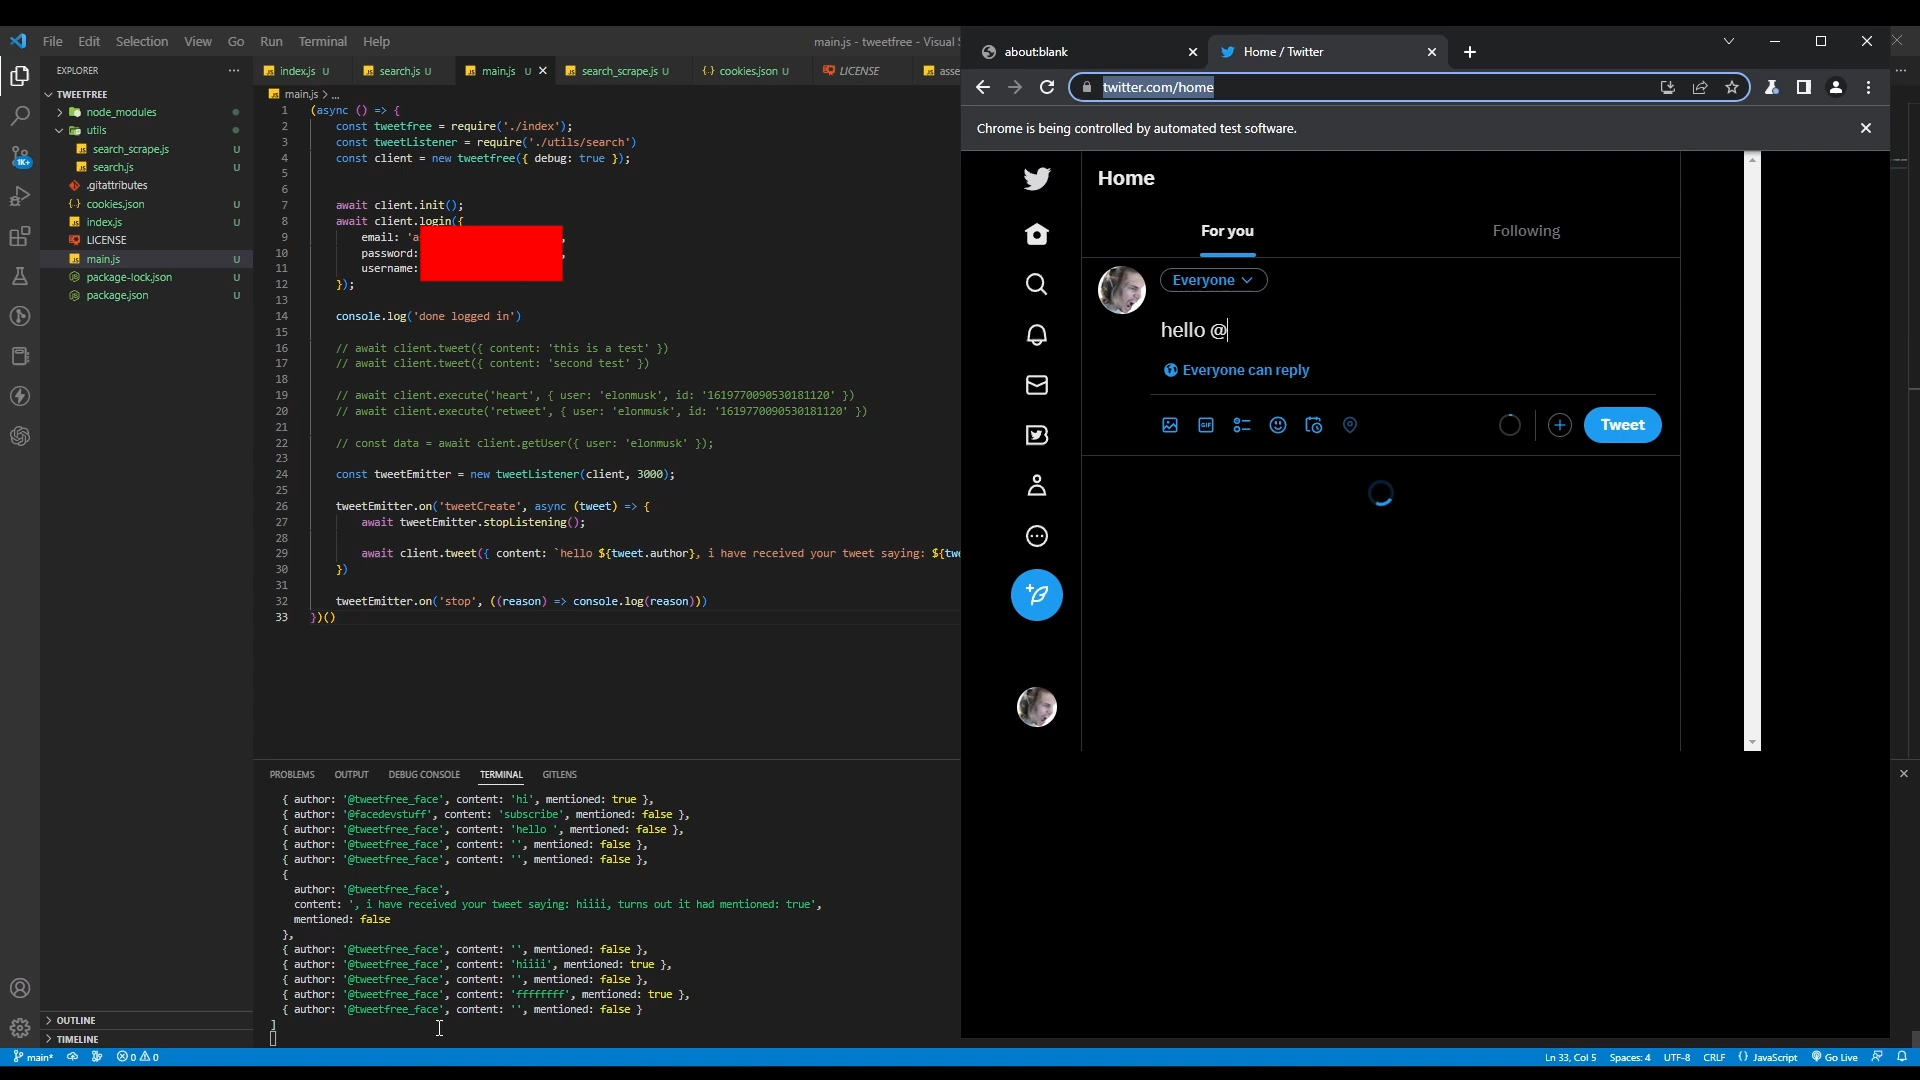 File Edit Selection View Go Run Terminal Help
main.js - tweetfree - Visual S
EXPLORER
TWEETFREE
node_modules
utils
search_scrape.js U
search.js U
.gitattributes
cookies.json U
index.js U
LICENSE
main.js U
package-lock.json U
package.json U
1K+
OUTLINE
TIMELINE
index.js U search.js U main.js U search_scrape.js U cookies.json U LICENSE asse
main.js > ...
1 (async () => {
2 const tweetfree = require('./index');
3 const tweetListener = require('./utils/search')
4 const client = new tweetfree({ debug: true });
5
6
7 await client.init();
8 await client.login({
9 email: 'a ,
10 password: ,
11 username:
12 });
13
14 console.log('done logged in')
15
16 // await client.tweet({ content: 'this is a test' })
17 // await client.tweet({ content: 'second test' })
18
19 // await client.execute('heart', { user: 'elonmusk', id: '1619770090530181120' })
20 // await client.execute('retweet', { user: 'elonmusk', id: '1619770090530181120' })
21
22 // const data = await client.getUser({ user: 'elonmusk' });
23
24 const tweetEmitter = new tweetListener(client, 3000);
25
26 tweetEmitter.on('tweetCreate', async (tweet) => {
27 await tweetEmitter.stopListening();
28
29 await client.tweet({ content: `hello ${tweet.author}, i have received your tweet saying: ${twe
30 })
31
32 tweetEmitter.on('stop', ((reason) => console.log(reason)))
33 })()
PROBLEMS OUTPUT DEBUG CONSOLE TERMINAL GITLENS
{ author: '@tweetfree_face', content: 'hi', mentioned: true },
{ author: '@facedevstuff', content: 'subscribe', mentioned: false },
{ author: '@tweetfree_face', content: 'hello ', mentioned: false },
{ author: '@tweetfree_face', content: '', mentioned: false },
{ author: '@tweetfree_face', content: '', mentioned: false },
{
author: '@tweetfree_face',
content: ', i have received your tweet saying: hiiii, turns out it had mentioned: true',
mentioned: false
},
{ author: '@tweetfree_face', content: '', mentioned: false },
{ author: '@tweetfree_face', content: 'hiiii', mentioned: true },
{ author: '@tweetfree_face', content: '', mentioned: false },
{ author: '@tweetfree_face', content: 'ffffffff', mentioned: true },
{ author: '@tweetfree_face', content: '', mentioned: false }
]
about:blank
Home / Twitter
twitter.com/home
Chrome is being controlled by automated test software.
Home
For you Following
Everyone
hello @
Everyone can reply
GIF
Tweet
main* 0 0 Ln 33, Col 5 Spaces: 4 UTF-8 CRLF {} JavaScript Go Live